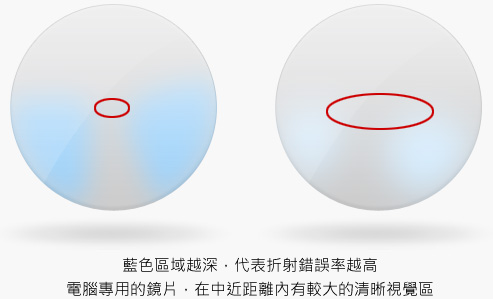 藍色區域越深．代表折射錯誤率越高
電腦專用的鏡片．在中近距離內有較大的清晰視覺區